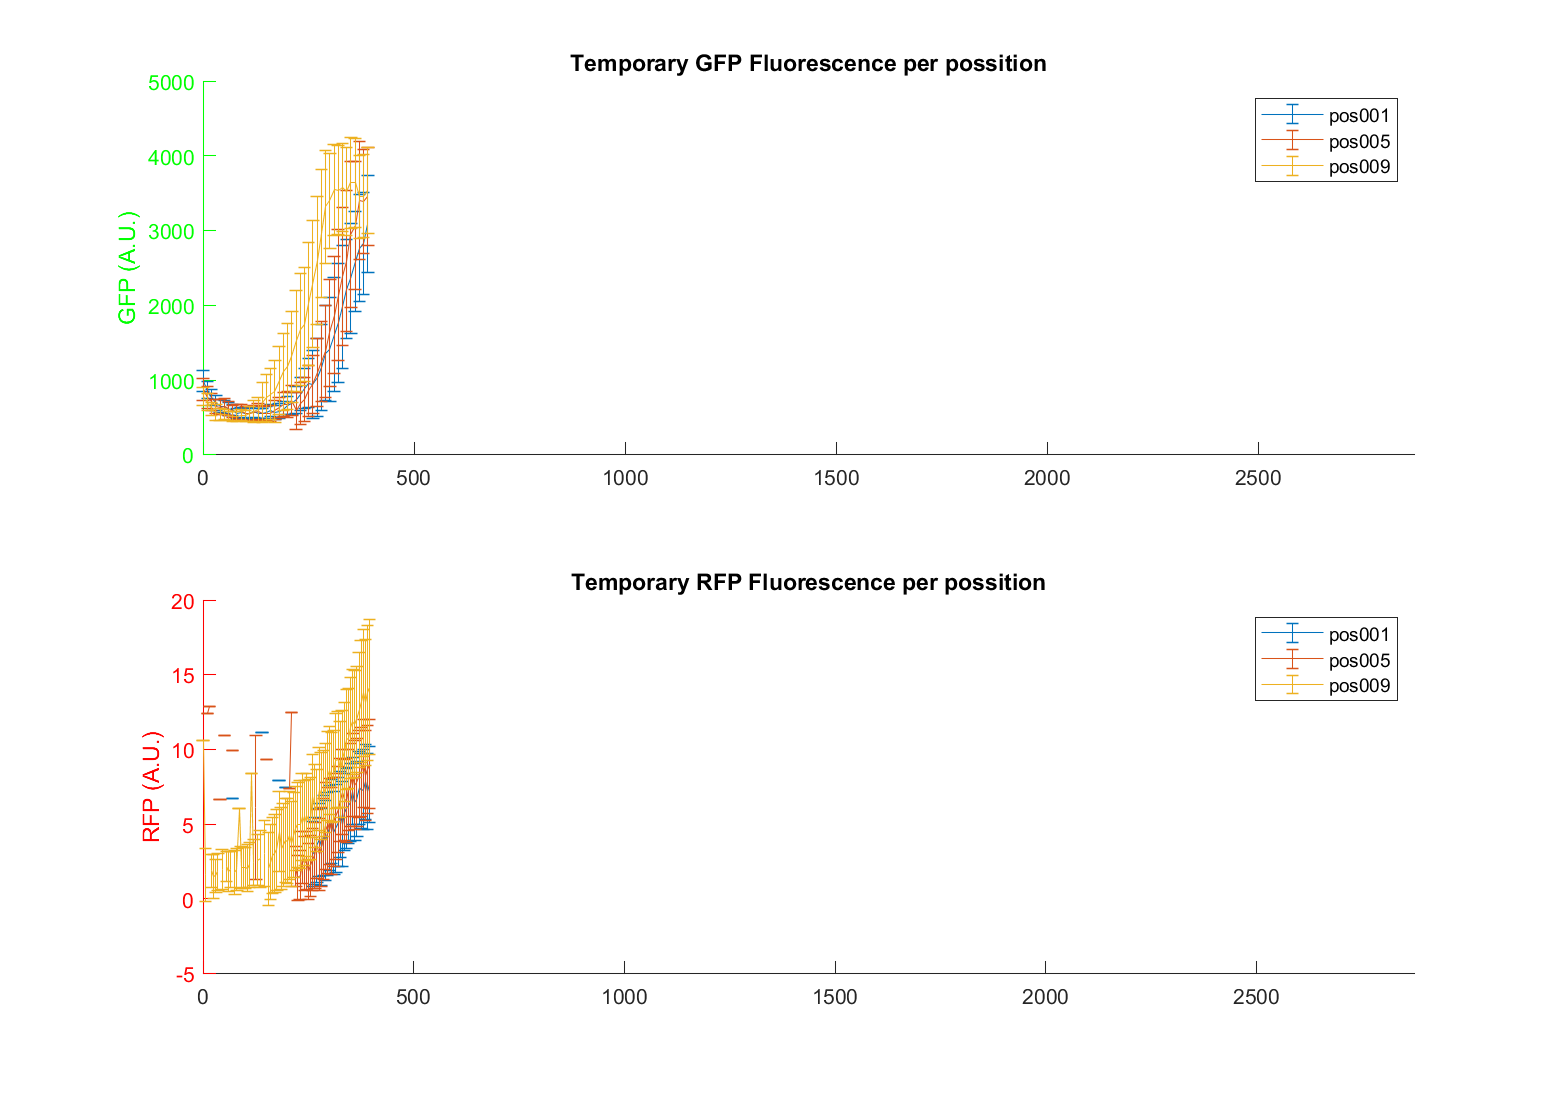 Temporary GFP Fluorescence per possition
5000
4000
3000
2000
1000
0
GFP (A.U.)
pos001
pos005
pos009
0 500 1000 1500 2000 2500
Temporary RFP Fluorescence per possition
20
15
10
5
0
-5
RFP (A.U.)
pos001
pos005
pos009
0 500 1000 1500 2000 2500